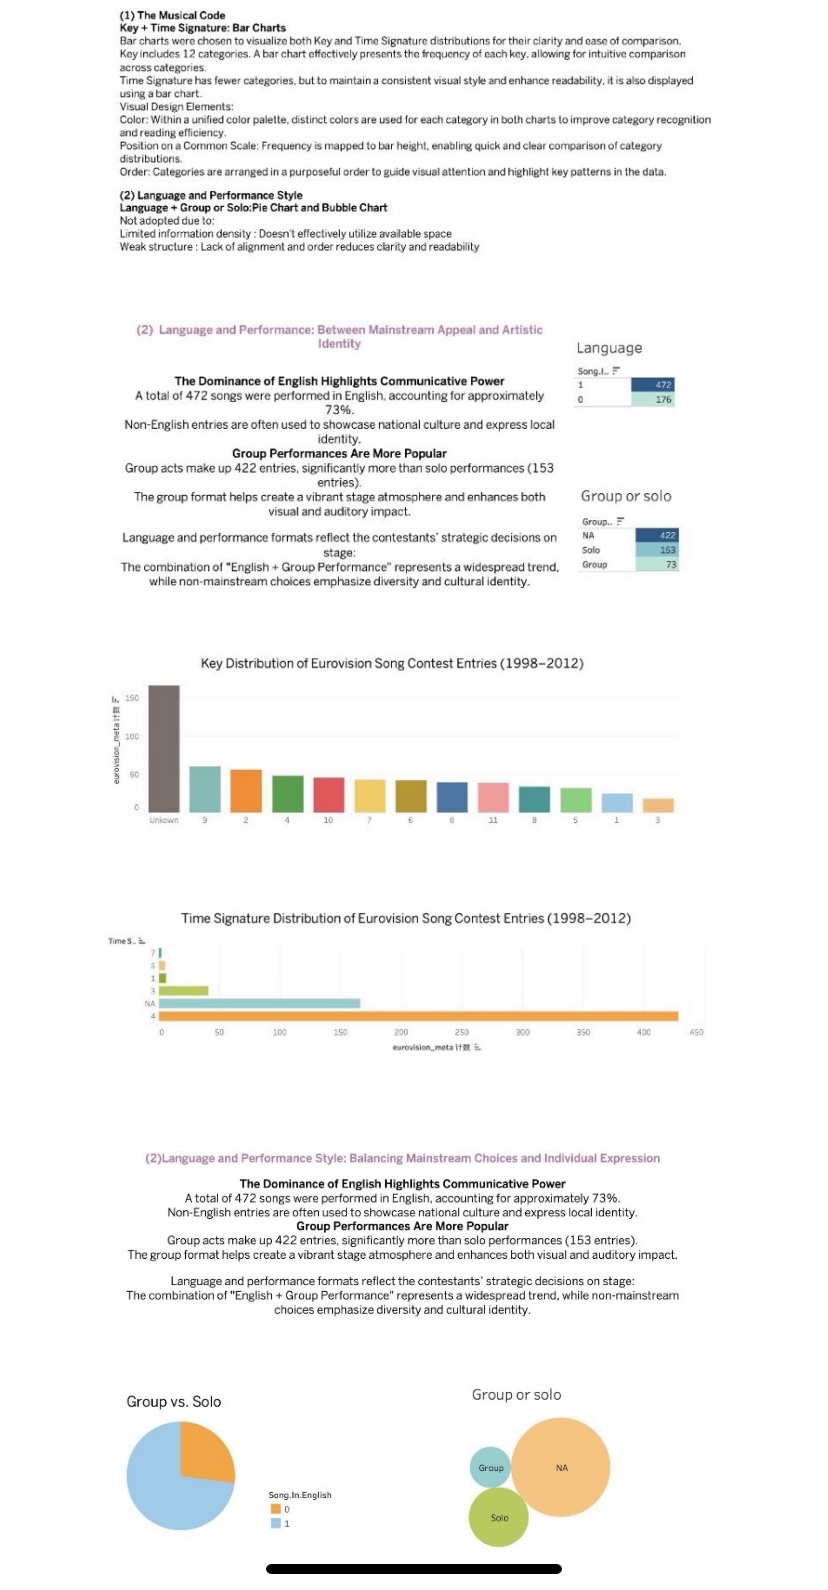 (1) The Musical Code
Key + Time Signature: Bar Charts
Bar charts were chosen to visualize both Key and Time Signature distributions for their clarity and ease of comparison.
Key includes 12 categories. A bar chart effectively presents the frequency of each key, allowing for intuitive comparison
across categories.
Time Signature has fewer categories, but to maintain a consistent visual style and enhance readability, it is also displayed
using a bar chart.
Visual Design Elements:
Color: Within a unified color palette, distinct colors are used for each category in both charts to improve category recognition
and reading efficiency.
Position on a Common Scale: Frequency is mapped to bar height, enabling quick and clear comparison of category
distributions.
Order: Categories are arranged in a purposeful order to guide visual attention and highlight key patterns in the data.
(2) Language and Performance Style
Language + Group or Solo:Pie Chart and Bubble Chart
Not adopted due to:
Limited information density : Doesn't effectively utilize available space
Weak structure : Lack of alignment and order reduces clarity and readability
(2) Language and Performance: Between Mainstream Appeal and Artistic
Identity
The Dominance of English Highlights Communicative Power
A total of 472 songs were performed in English, accounting for approximately
73%.
Non-English entries are often used to showcase national culture and express local
identity.
Group Performances Are More Popular
Group acts make up 422 entries, significantly more than solo performances (153
entries).
The group format helps create a vibrant stage atmosphere and enhances both
visual and auditory impact.
Language and performance formats reflect the contestants' strategic decisions on
stage:
The combination of "English + Group Performance" represents a widespread trend,
while non-mainstream choices emphasize diversity and cultural identity.
Language
Song.I..
1 472
0 176
Group or solo
Group..
NA 422
Solo 153
Group 73
Key Distribution of Eurovision Song Contest Entries (1998–2012)
eurovision_meta 计数
150
100
50
0
Unkown 9 2 4 10 7 6 0 11 8 5 1 3
Time Signature Distribution of Eurovision Song Contest Entries (1998–2012)
Time S..
7
5
1
3
NA
4
0 50 100 150 200 250 300 350 400 450
eurovision_meta 计数
(2)Language and Performance Style: Balancing Mainstream Choices and Individual Expression
The Dominance of English Highlights Communicative Power
A total of 472 songs were performed in English, accounting for approximately 73%.
Non-English entries are often used to showcase national culture and express local identity.
Group Performances Are More Popular
Group acts make up 422 entries, significantly more than solo performances (153 entries).
The group format helps create a vibrant stage atmosphere and enhances both visual and auditory impact.
Language and performance formats reflect the contestants' strategic decisions on stage:
The combination of "English + Group Performance" represents a widespread trend, while non-mainstream
choices emphasize diversity and cultural identity.
Group vs. Solo
Song.In.English
0
1
Group or solo
Group
NA
Solo